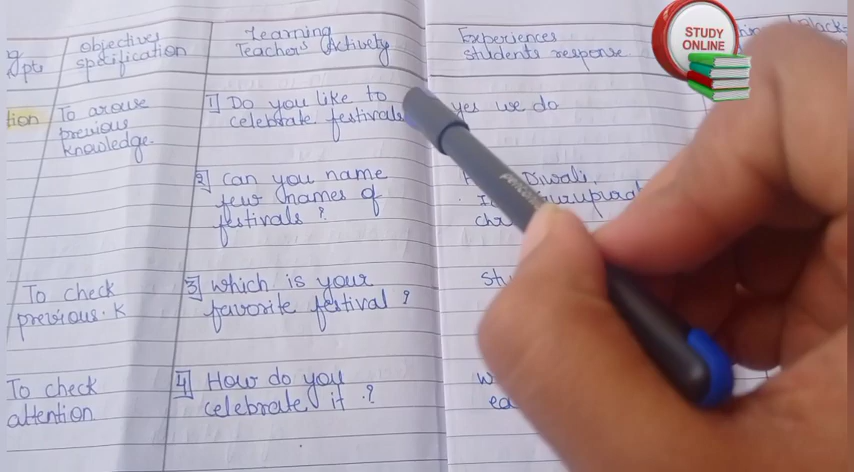 objectives
specification
Learning
Teacher's Activity
Experiences
students response
STUDY
ONLINE
tion
To arouse
previous
knowledge.
1] Do you like to
celebrate festivals
yes we do
2] Can you name
few names of
festivals ?
Diwali,
To check
previous. K
3] which is your
favorite festival ?
To check
attention
4] How do you
celebrate it ?